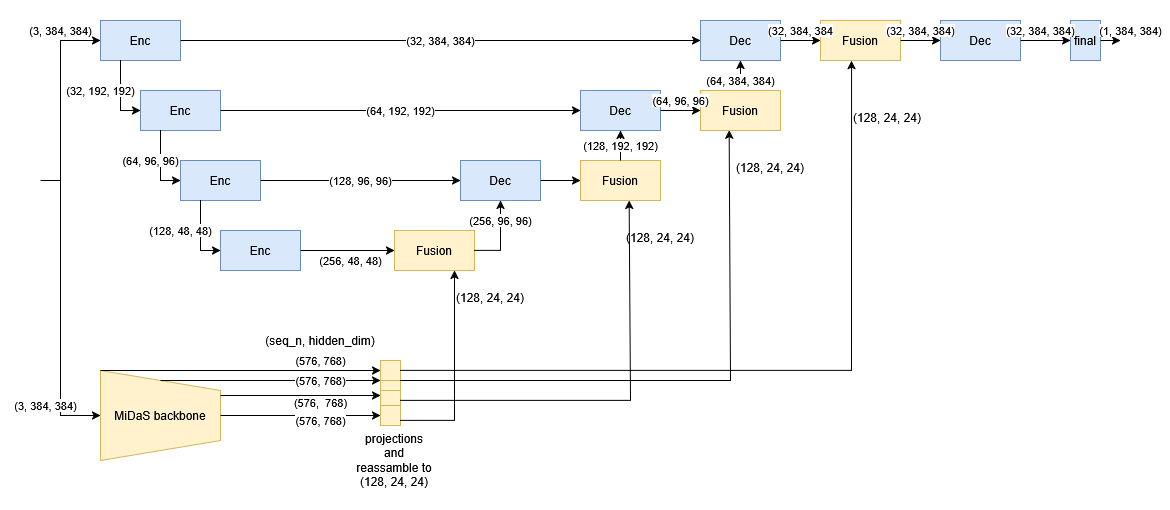 (3, 384, 384)
Enc
(32, 384, 384)
Dec
(32, 384, 384
Fusion
(32, 384, 384)
Dec
(32, 384, 384)
final
(1, 384, 384)
(32, 192, 192)
(64, 384, 384)
Enc
(64, 192, 192)
Dec
(64, 96, 96)
Fusion
(128, 24, 24)
(64, 96, 96)
(128, 192, 192)
(128, 24, 24)
Enc
(128, 96, 96)
Dec
Fusion
(128, 48, 48)
(256, 96, 96)
(128, 24, 24)
Enc
(256, 48, 48)
Fusion
(128, 24, 24)
(seq_n, hidden_dim)
(576, 768)
(576, 768)
(576, 768)
(576, 768)
(3, 384, 384)
MiDaS backbone
projections
and
reassamble to
(128, 24, 24)